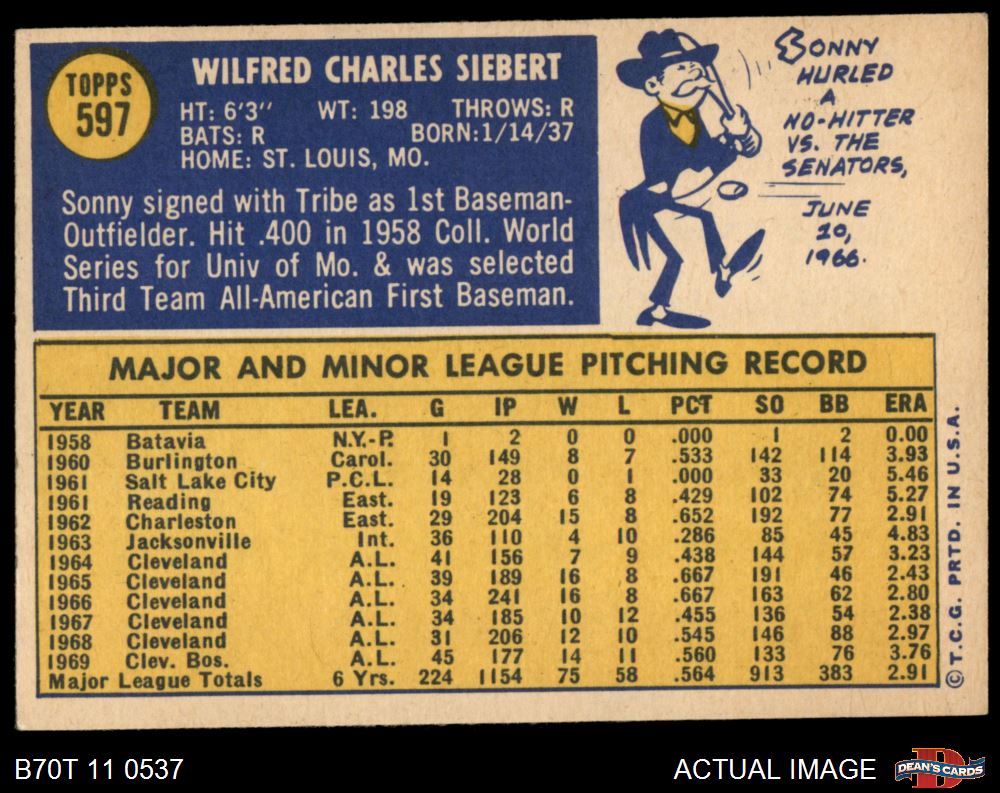 TOPPS
597
WILFRED CHARLES SIEBERT
HT: 6'3" WT: 198 THROWS: R
BATS: R BORN:1/14/37
HOME: ST. LOUIS, MO.
Sonny signed with Tribe as 1st Baseman-
Outfielder. Hit .400 in 1958 Coll. World
Series for Univ of Mo. & was selected
Third Team All-American First Baseman.
SONNY
HURLED
A
NO-HITTER
VS. THE
SENATORS,
JUNE
10,
1966.
MAJOR AND MINOR LEAGUE PITCHING RECORD
YEAR TEAM LEA. G IP W L PCT SO BB ERA
1958 Batavia N.Y.-P. 1 2 0 0 .000 1 2 0.00
1960 Burlington Carol. 30 149 8 7 .533 142 114 3.93
1961 Salt Lake City P.C.L. 14 28 0 1 .000 33 20 5.46
1961 Reading East. 19 123 6 8 .429 102 74 5.27
1962 Charleston East. 29 204 15 8 .652 192 77 2.91
1963 Jacksonville Int. 36 110 4 10 .286 85 45 4.83
1964 Cleveland A.L. 41 156 7 9 .438 144 57 3.23
1965 Cleveland A.L. 39 189 16 8 .667 191 46 2.43
1966 Cleveland A.L. 34 241 16 8 .667 163 62 2.80
1967 Cleveland A.L. 34 185 10 12 .455 136 54 2.38
1968 Cleveland A.L. 31 206 12 10 .545 146 88 2.97
1969 Clev. Bos. A.L. 45 177 14 11 .560 133 76 3.76
Major League Totals 6 Yrs. 224 1154 75 58 .564 913 383 2.91
©T.C.G. PRTD. IN U.S.A.
B70T 11 0537
ACTUAL IMAGE
D
DEAN'S CARDS